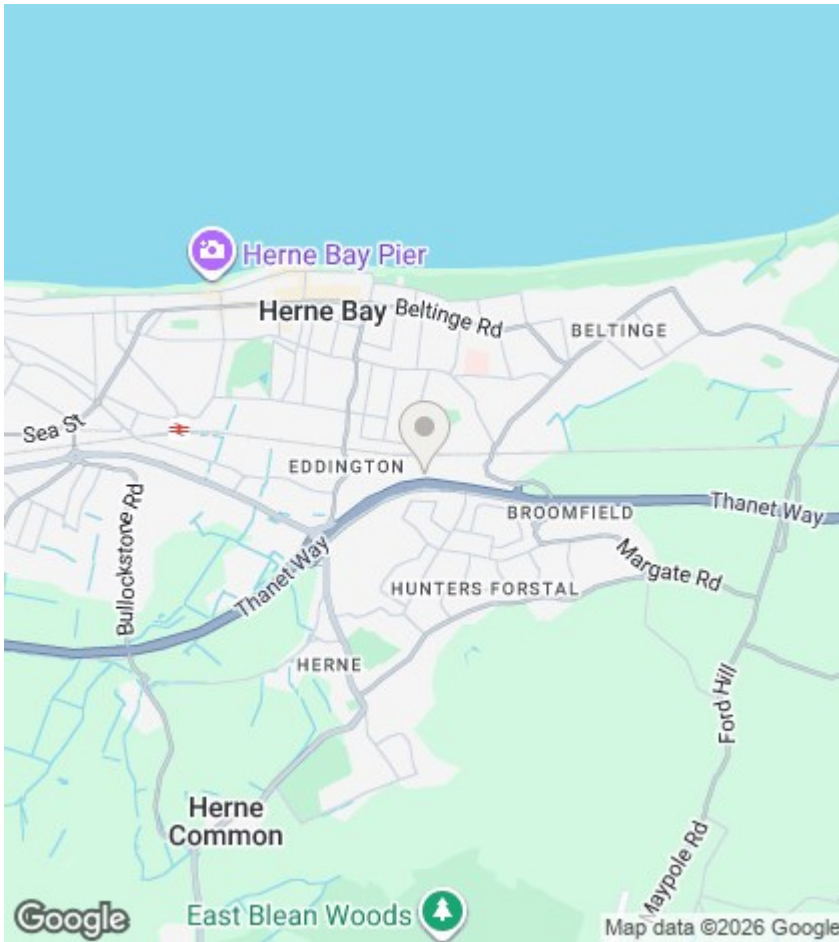 Herne Bay Pier
Herne Bay
Beltinge Rd
BELTINGE
Sea St
EDDINGTON
Thanet Way
BROOMFIELD
Bullockstone Rd
Thanet Way
Margate Rd
HUNTERS FORSTAL
HERNE
Ford Hill
Herne
Common
Maypole Rd
East Blean Woods
Google
Map data ©2026 Google